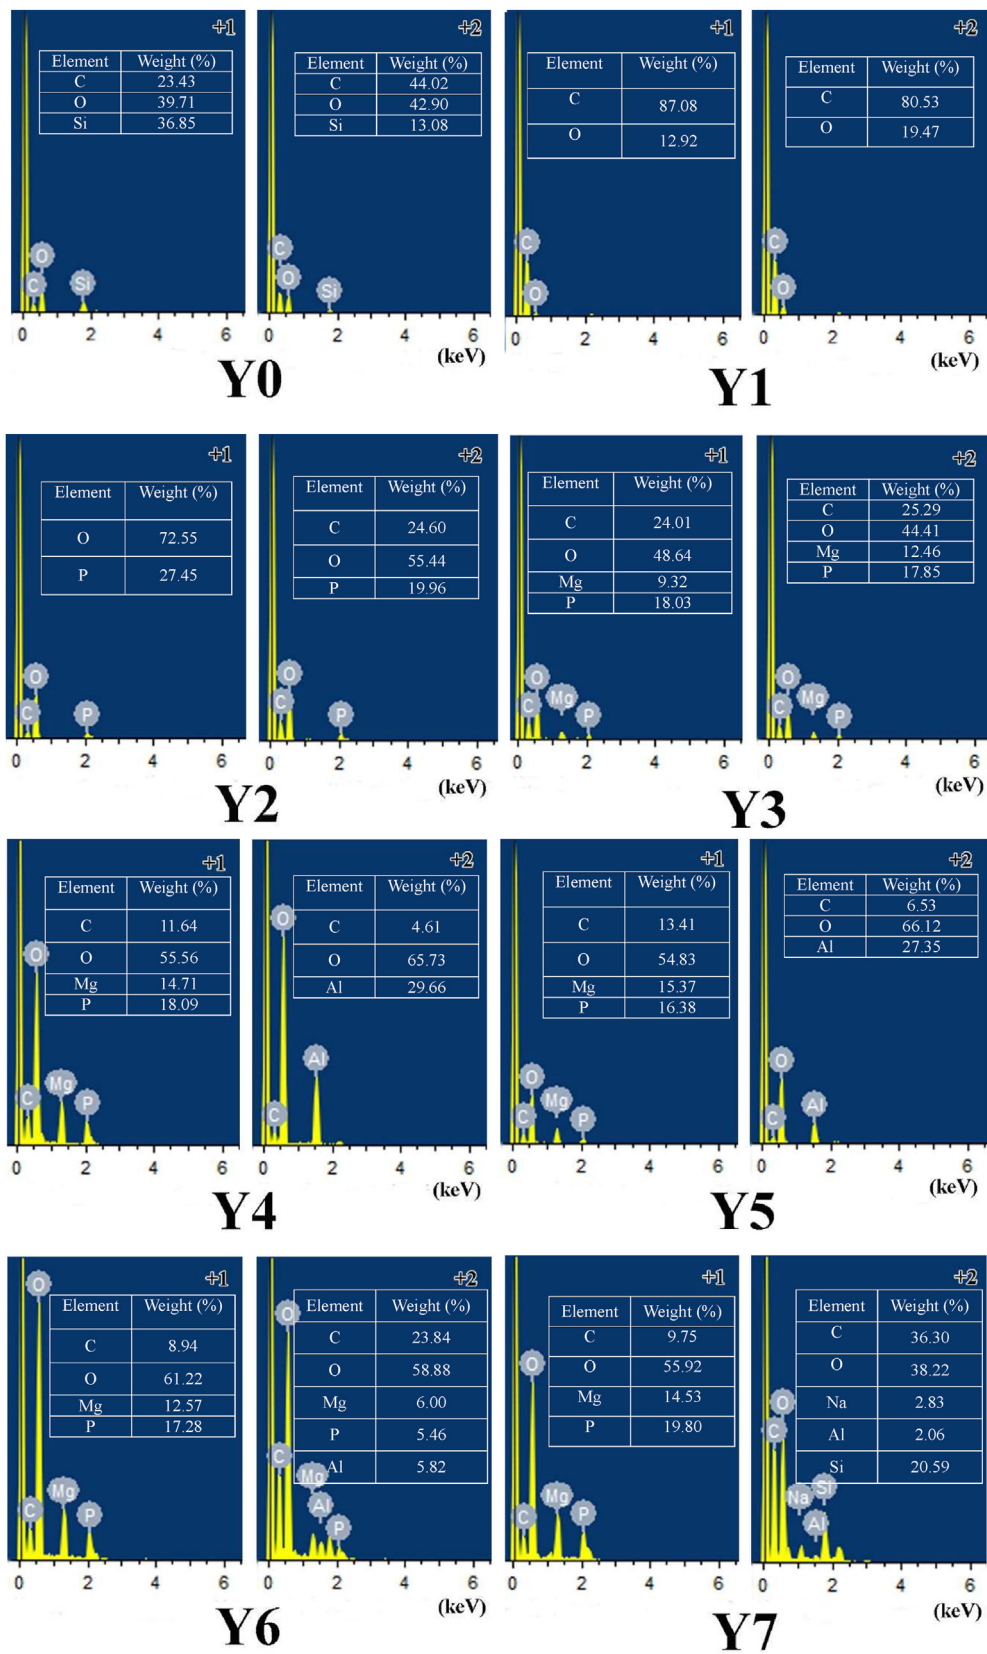 +1
Element Weight (%)
C 23.43
O 39.71
Si 36.85
O
C
Si
0 2 4 6
+2
Element Weight (%)
C 44.02
O 42.90
Si 13.08
C
O
Si
0 2 4 6
(keV)
Y0
+1
Element Weight (%)
C 87.08
O 12.92
C
O
0 2 4 6
+2
Element Weight (%)
C 80.53
O 19.47
C
O
0 2 4 6
(keV)
Y1
+1
Element Weight (%)
O 72.55
P 27.45
O
C
P
0 2 4 6
+2
Element Weight (%)
C 24.60
O 55.44
P 19.96
O
C
P
0 2 4 6
(keV)
Y2
+1
Element Weight (%)
C 24.01
O 48.64
Mg 9.32
P 18.03
O
Mg
C
P
0 2 4 6
+2
Element Weight (%)
C 25.29
O 44.41
Mg 12.46
P 17.85
O
Mg
C
P
0 2 4 6
(keV)
Y3
+1
Element Weight (%)
C 11.64
O 55.56
Mg 14.71
P 18.09
O
Mg
C
P
0 2 4 6
+2
Element Weight (%)
C 4.61
O 65.73
Al 29.66
O
Al
C
0 2 4 6
(keV)
Y4
+1
Element Weight (%)
C 13.41
O 54.83
Mg 15.37
P 16.38
O
Mg
C
P
0 2 4 6
+2
Element Weight (%)
C 6.53
O 66.12
Al 27.35
O
Al
C
0 2 4 6
(keV)
Y5
+1
Element Weight (%)
C 8.94
O 61.22
Mg 12.57
P 17.28
O
Mg
C
P
0 2 4 6
+2
Element Weight (%)
C 23.84
O 58.88
Mg 6.00
P 5.46
Al 5.82
O
C
Mg
Al
P
0 2 4 6
(keV)
Y6
+1
Element Weight (%)
C 9.75
O 55.92
Mg 14.53
P 19.80
O
Mg
C
P
0 2 4 6
+2
Element Weight (%)
C 36.30
O 38.22
Na 2.83
Al 2.06
Si 20.59
O
C
Si
Na
Al
0 2 4 6
(keV)
Y7